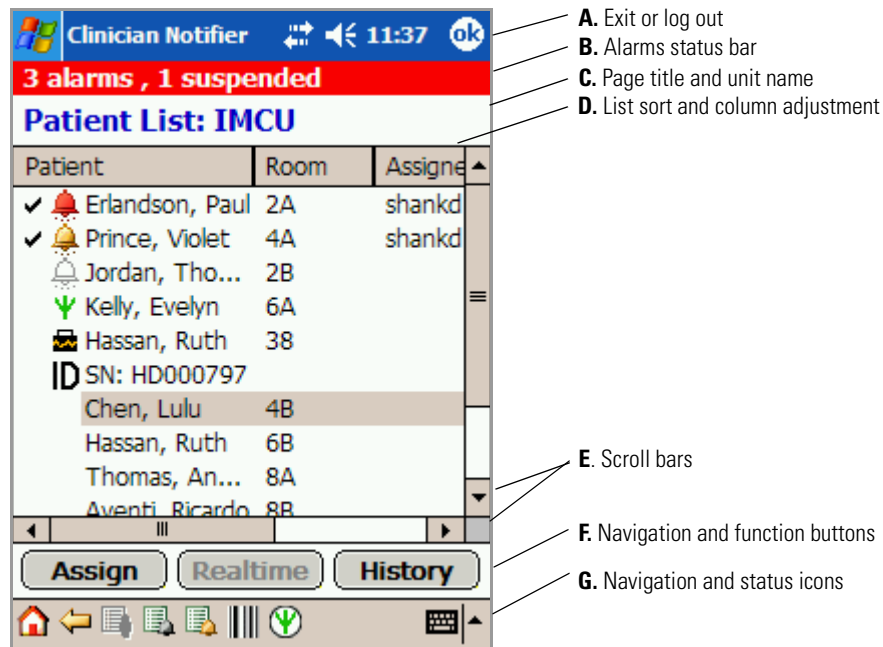 Clinician Notifier 11:37 ok
3 alarms , 1 suspended
Patient List: IMCU
Patient Room Assigne
Erlandson, Paul 2A shankd
Prince, Violet 4A shankd
Jordan, Tho... 2B
Kelly, Evelyn 6A
Hassan, Ruth 38
ID SN: HD000797
Chen, Lulu 4B
Hassan, Ruth 6B
Thomas, An... 8A
Aventi, Ricardo 8B
Assign Realtime History
A. Exit or log out
B. Alarms status bar
C. Page title and unit name
D. List sort and column adjustment
E. Scroll bars
F. Navigation and function buttons
G. Navigation and status icons